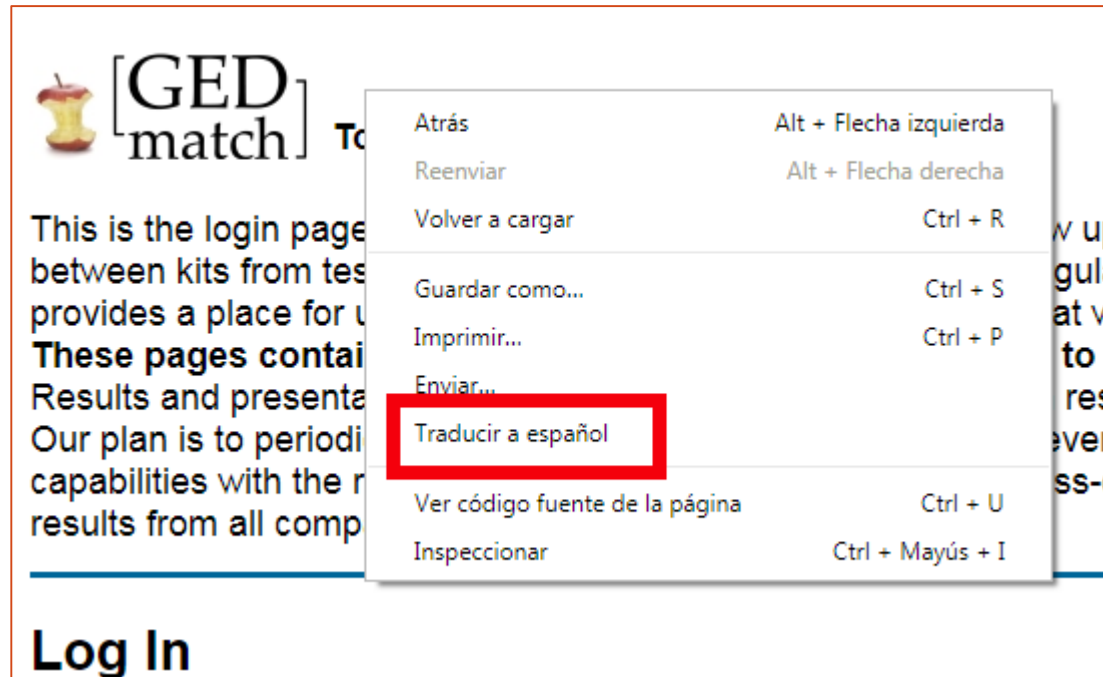 [GED
match] To
Atrás Alt + Flecha izquierda
Reenviar Alt + Flecha derecha
Volver a cargar Ctrl + R
Guardar como... Ctrl + S
Imprimir... Ctrl + P
Enviar...
Traducir a español
Ver código fuente de la página Ctrl + U
Inspeccionar Ctrl + Mayús + I
This is the login page
between kits from tes
provides a place for u
These pages contai to
Results and presenta res
Our plan is to periodi ever
capabilities with the r ss-
results from all comp
Log In